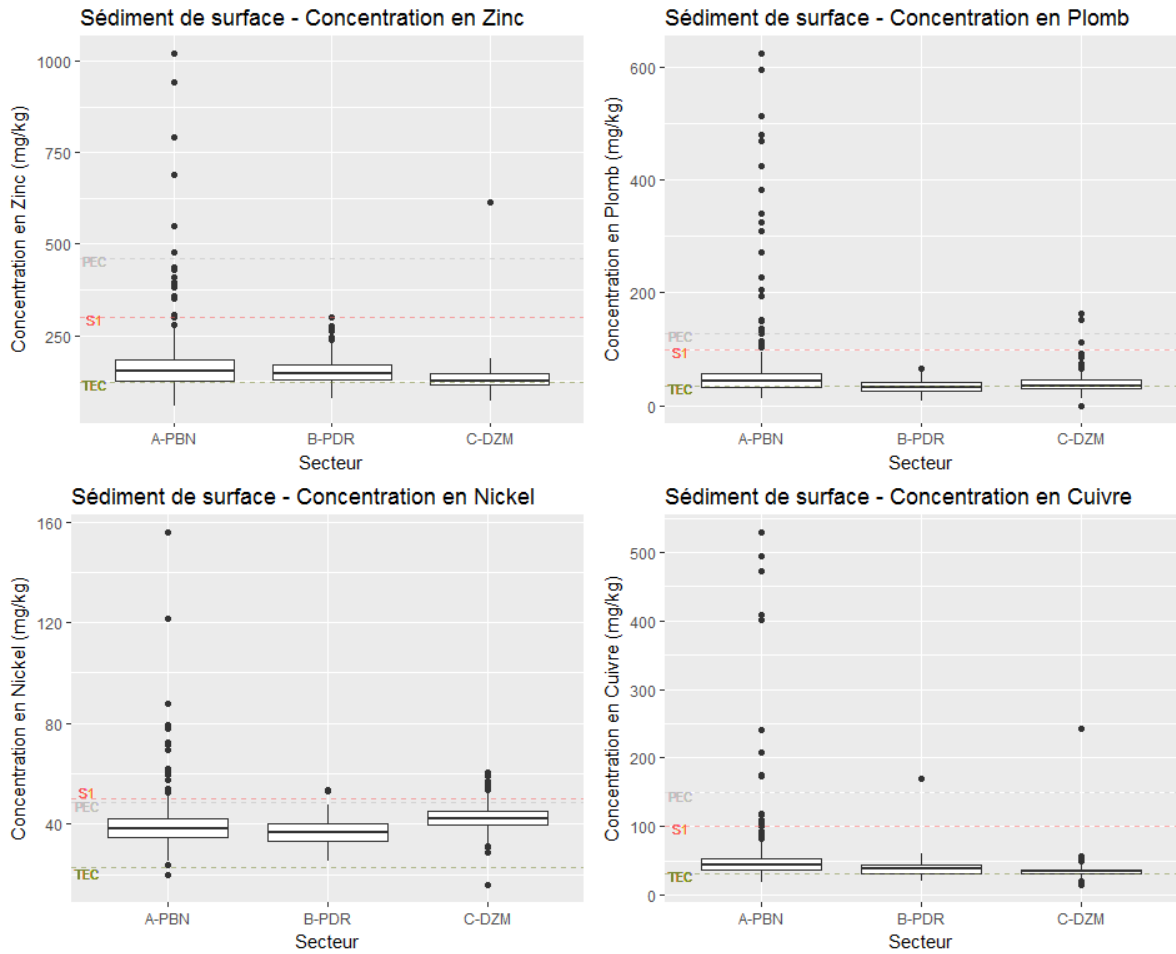 Sédiment de surface - Concentration en Zinc
Concentration en Zinc (mg/kg)
1000
750
500
250
PEC
S1
TEC
A-PBN
B-PDR
C-DZM
Secteur
Sédiment de surface - Concentration en Plomb
Concentration en Plomb (mg/kg)
600
400
200
0
PEC
S1
TEC
A-PBN
B-PDR
C-DZM
Secteur
Sédiment de surface - Concentration en Nickel
Concentration en Nickel (mg/kg)
160
120
80
40
S1
PEC
TEC
A-PBN
B-PDR
C-DZM
Secteur
Sédiment de surface - Concentration en Cuivre
Concentration en Cuivre (mg/kg)
500
400
300
200
100
0
PEC
S1
TEC
A-PBN
B-PDR
C-DZM
Secteur